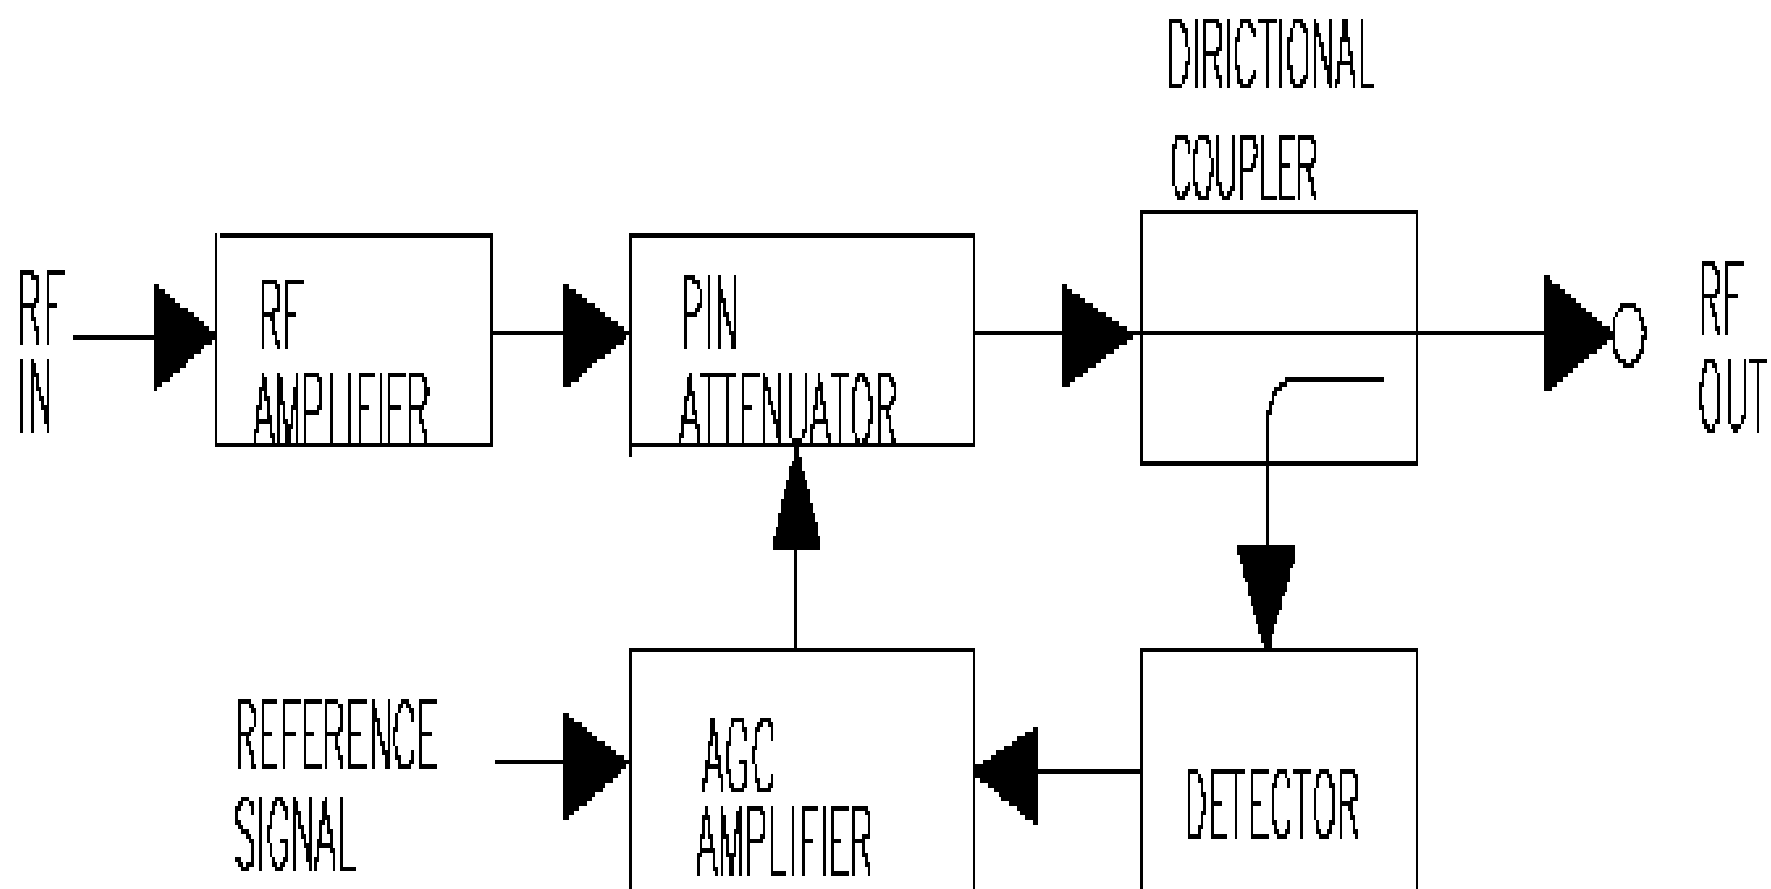 DIRICTIONAL
COUPLER
RF
IN
RF
AMPLIFIER
PIN
ATTENUATOR
RF
OUT
REFERENCE
SIGNAL
AGC
AMPLIFIER
DETECTOR